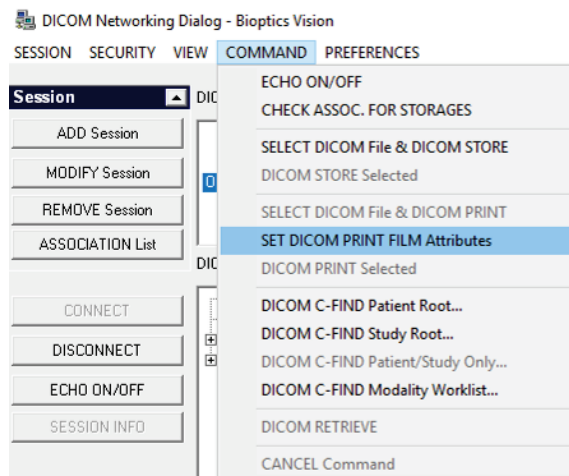 DICOM Networking Dialog - Bioptics Vision
SESSION SECURITY VIEW COMMAND PREFERENCES
Session
DIC
ADD Session
MODIFY Session
REMOVE Session
ASSOCIATION List
DIC
CONNECT
DISCONNECT
ECHO ON/OFF
SESSION INFO
ECHO ON/OFF
CHECK ASSOC. FOR STORAGES
SELECT DICOM File & DICOM STORE
DICOM STORE Selected
SELECT DICOM File & DICOM PRINT
SET DICOM PRINT FILM Attributes
DICOM PRINT Selected
DICOM C-FIND Patient Root...
DICOM C-FIND Study Root...
DICOM C-FIND Patient/Study Only...
DICOM C-FIND Modality Worklist...
DICOM RETRIEVE
CANCEL Command